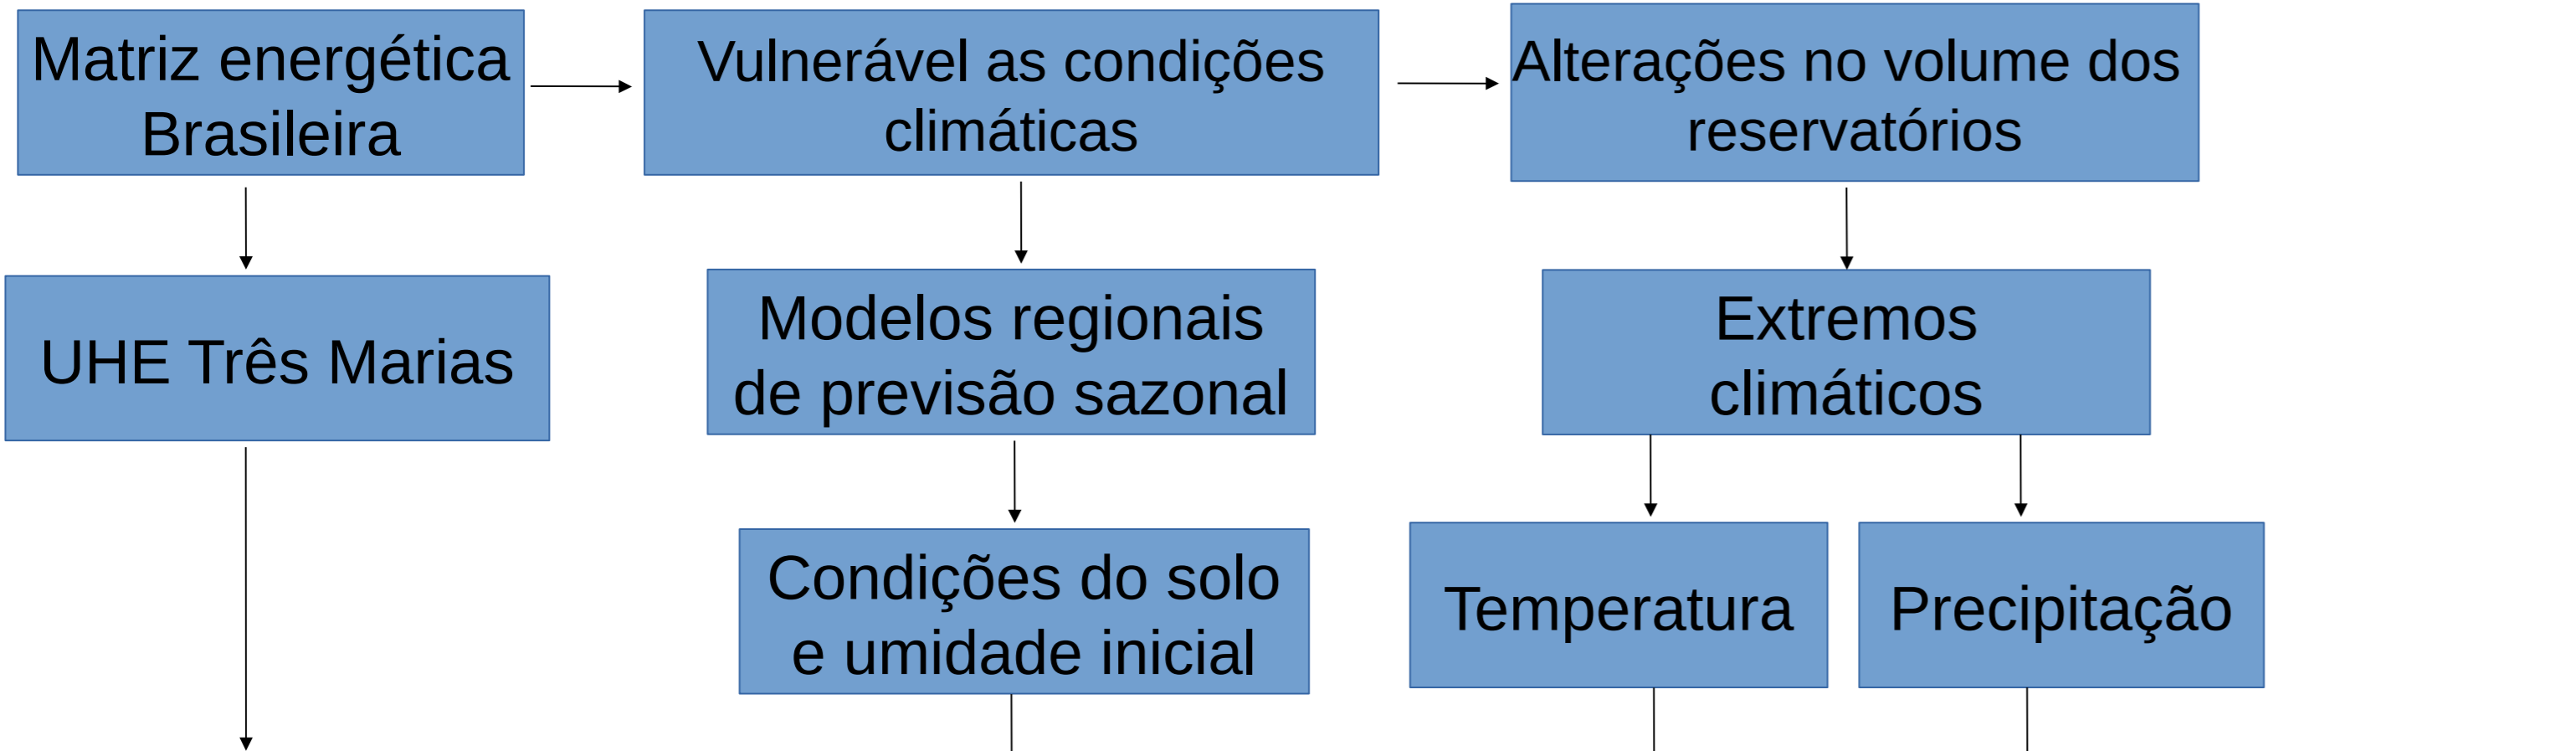 Matriz energética
Brasileira
Vulnerável as condições
climáticas
Alterações no volume dos
reservatórios
UHE Três Marias
Modelos regionais
de previsão sazonal
Extremos
climáticos
Condições do solo
e umidade inicial
Temperatura
Precipitação